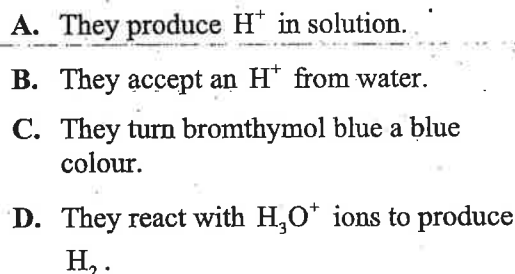 A. They produce H⁺ in solution.
B. They accept an H⁺ from water.
C. They turn bromthymol blue a blue
colour.
D. They react with H₃O⁺ ions to produce
H₂.